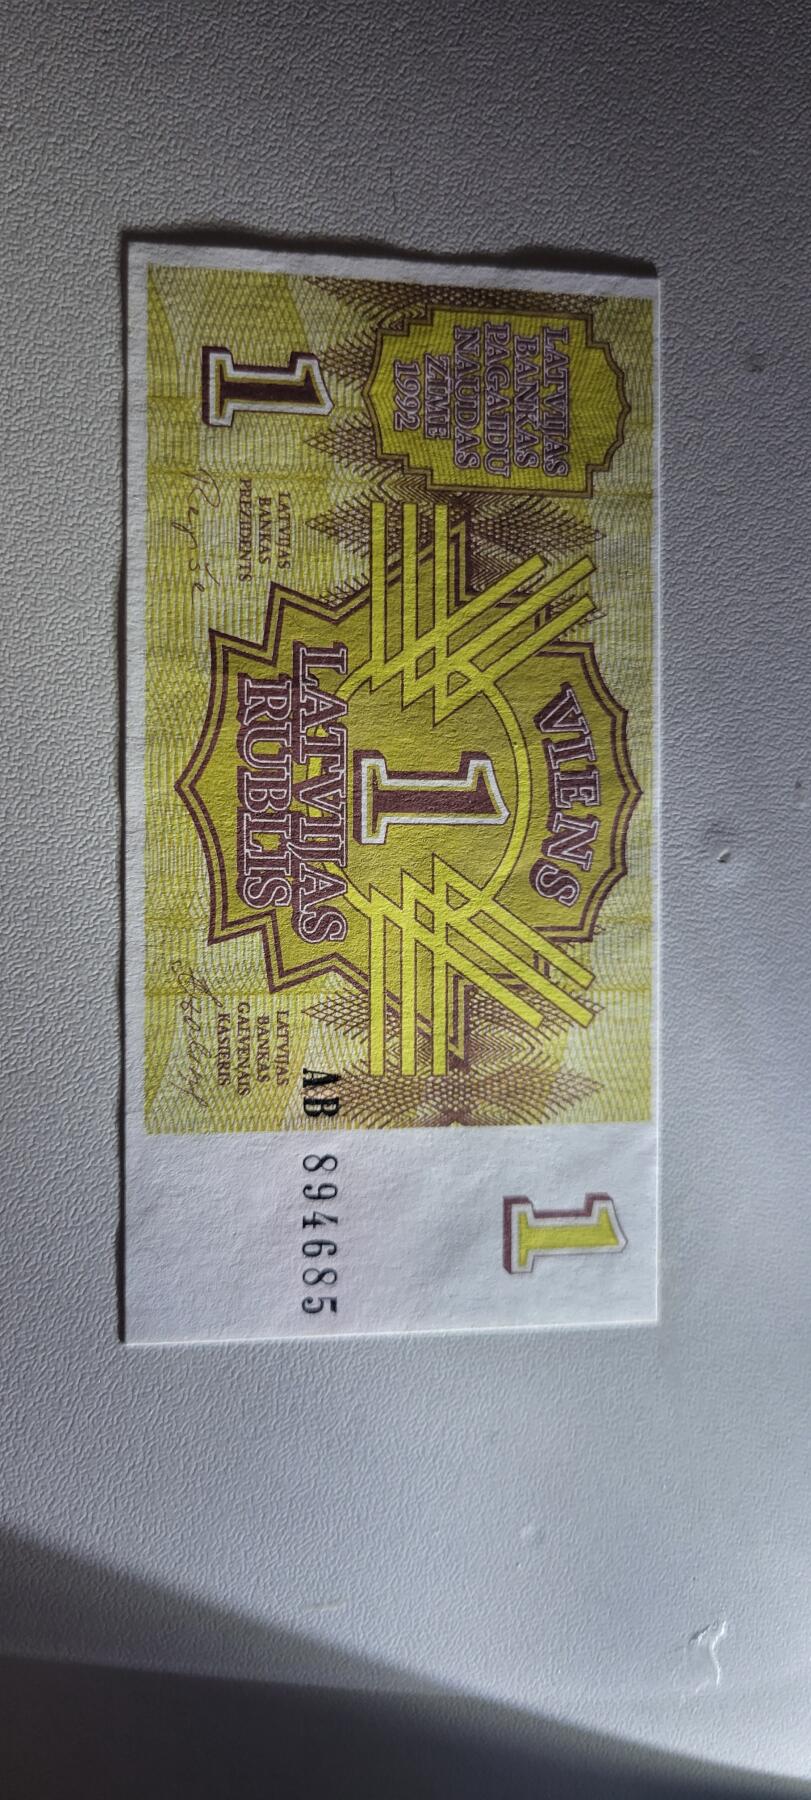 LATVIJAS
BANKAS
PAGAIDU
NAUDAS
ZĪME
1992
1
LATVIJAS
BANKAS
PREZIDENTS
VIENS
1
LATVIJAS
RUBLIS
LATVIJAS
BANKAS
GALVENAIS
KASIERIS
1
AB 894685